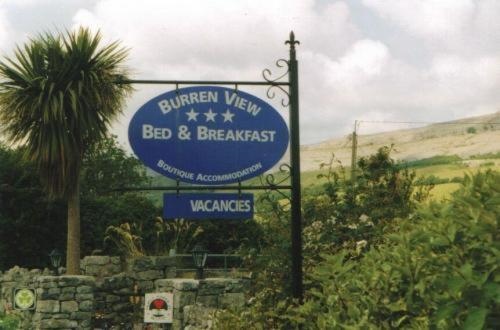 BURREN VIEW
BED & BREAKFAST
BOUTIQUE ACCOMMODATION
VACANCIES